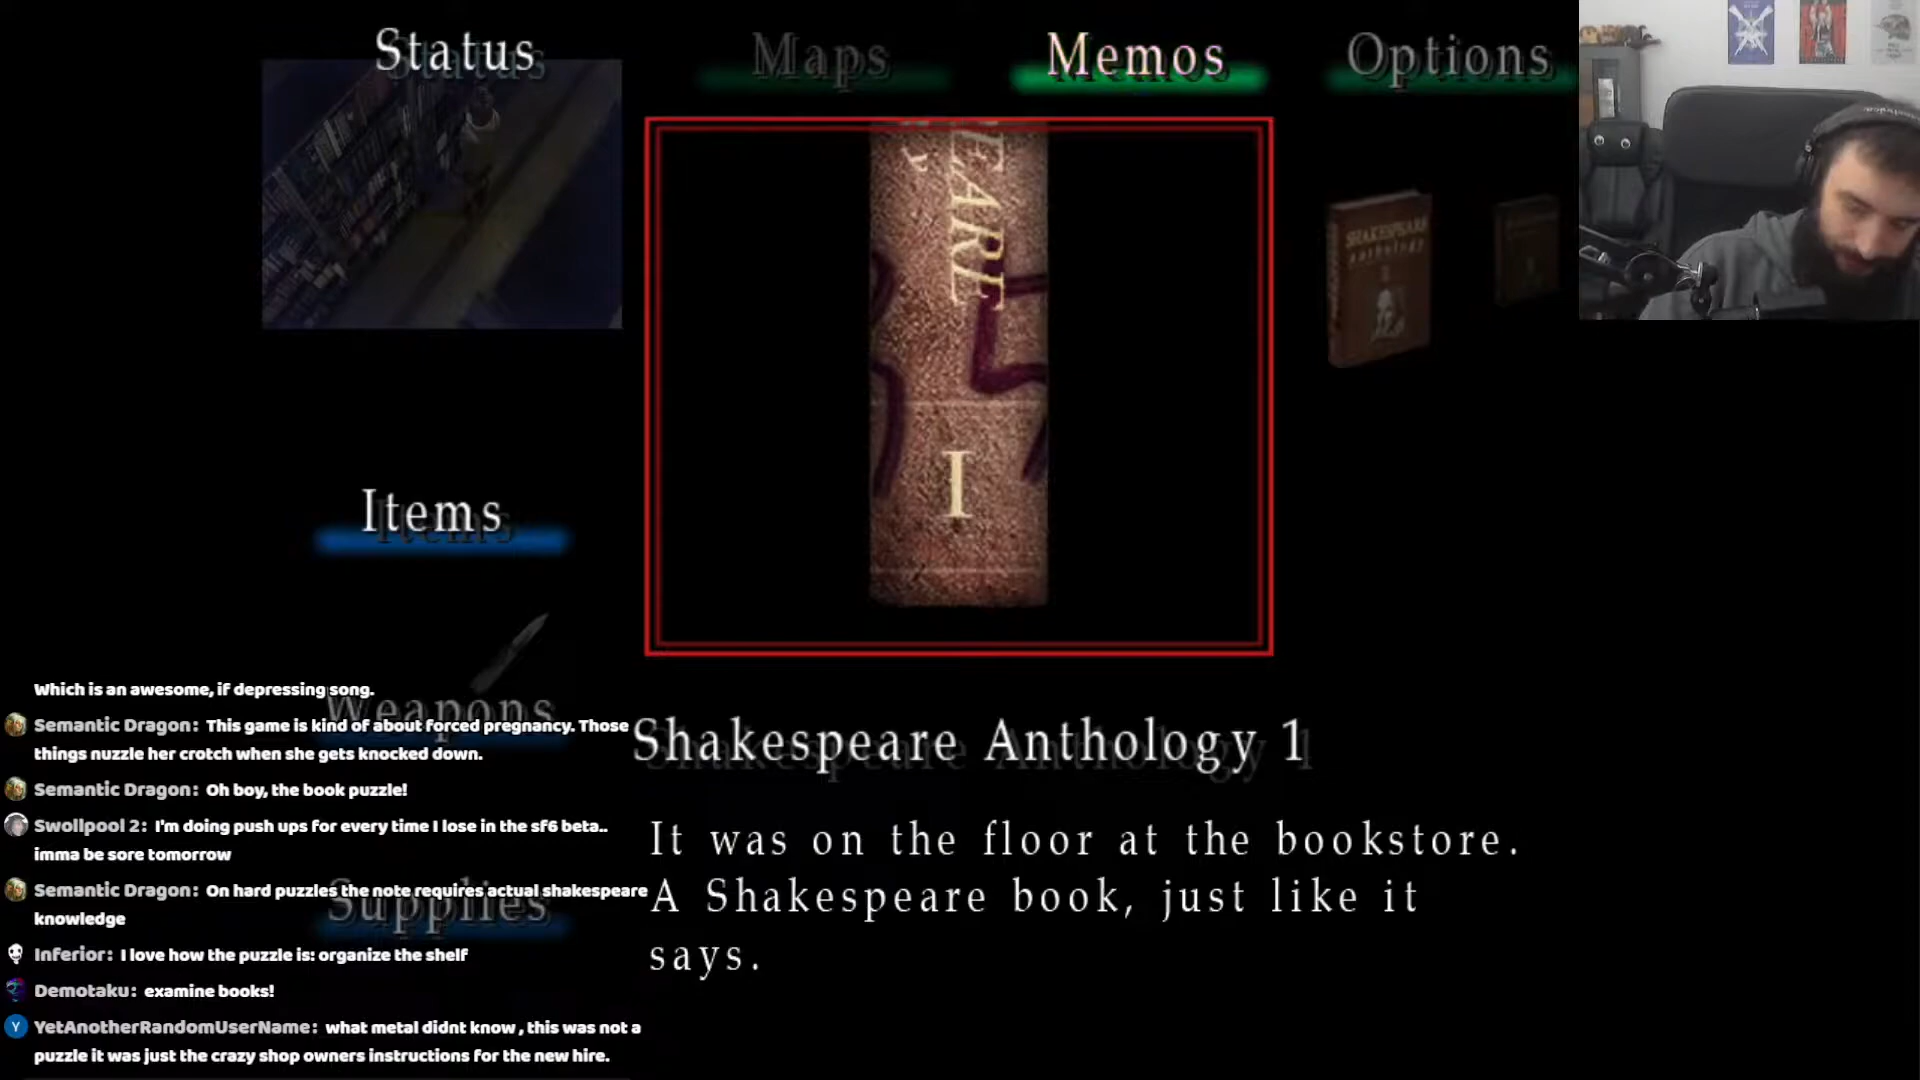 Status
Maps
Memos
Options
EARE
y
I
SHAKESPEARE
anthology
Items
Weapons
Supplies
Shakespeare Anthology 1
It was on the floor at the bookstore.
A Shakespeare book, just like it
says.
Which is an awesome, if depressing song.
Semantic Dragon: This game is kind of about forced pregnancy. Those
things nuzzle her crotch when she gets knocked down.
Semantic Dragon: Oh boy, the book puzzle!
Swollpool 2: I'm doing push ups for every time I lose in the sf6 beta..
imma be sore tomorrow
Semantic Dragon: On hard puzzles the note requires actual shakespeare
knowledge
Inferior: I love how the puzzle is: organize the shelf
Demotaku: examine books!
Y YetAnotherRandomUserName: what metal didnt know , this was not a
puzzle it was just the crazy shop owners instructions for the new hire.